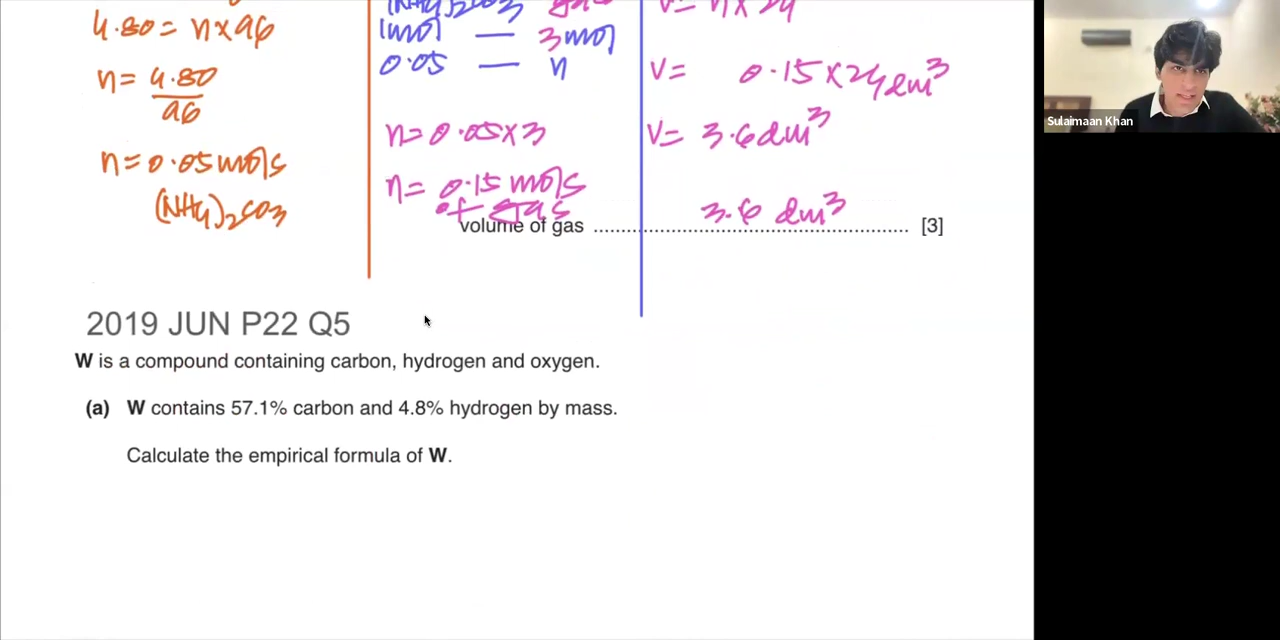 4.80 = n x 96
n = 4.80
96
n = 0.05 mols
(NH4)2CO3
(NH4)2CO3 gas
1mol — 3mol
0.05 — n
n = 0.05 x 3
n = 0.15 mols
of gas
V = n x 24
V = 0.15 x 24 dm³
V = 3.6 dm³
3.6 dm³
volume of gas ................................................................ [3]
2019 JUN P22 Q5
W is a compound containing carbon, hydrogen and oxygen.
(a) W contains 57.1% carbon and 4.8% hydrogen by mass.
Calculate the empirical formula of W.
Sulaimaan Khan